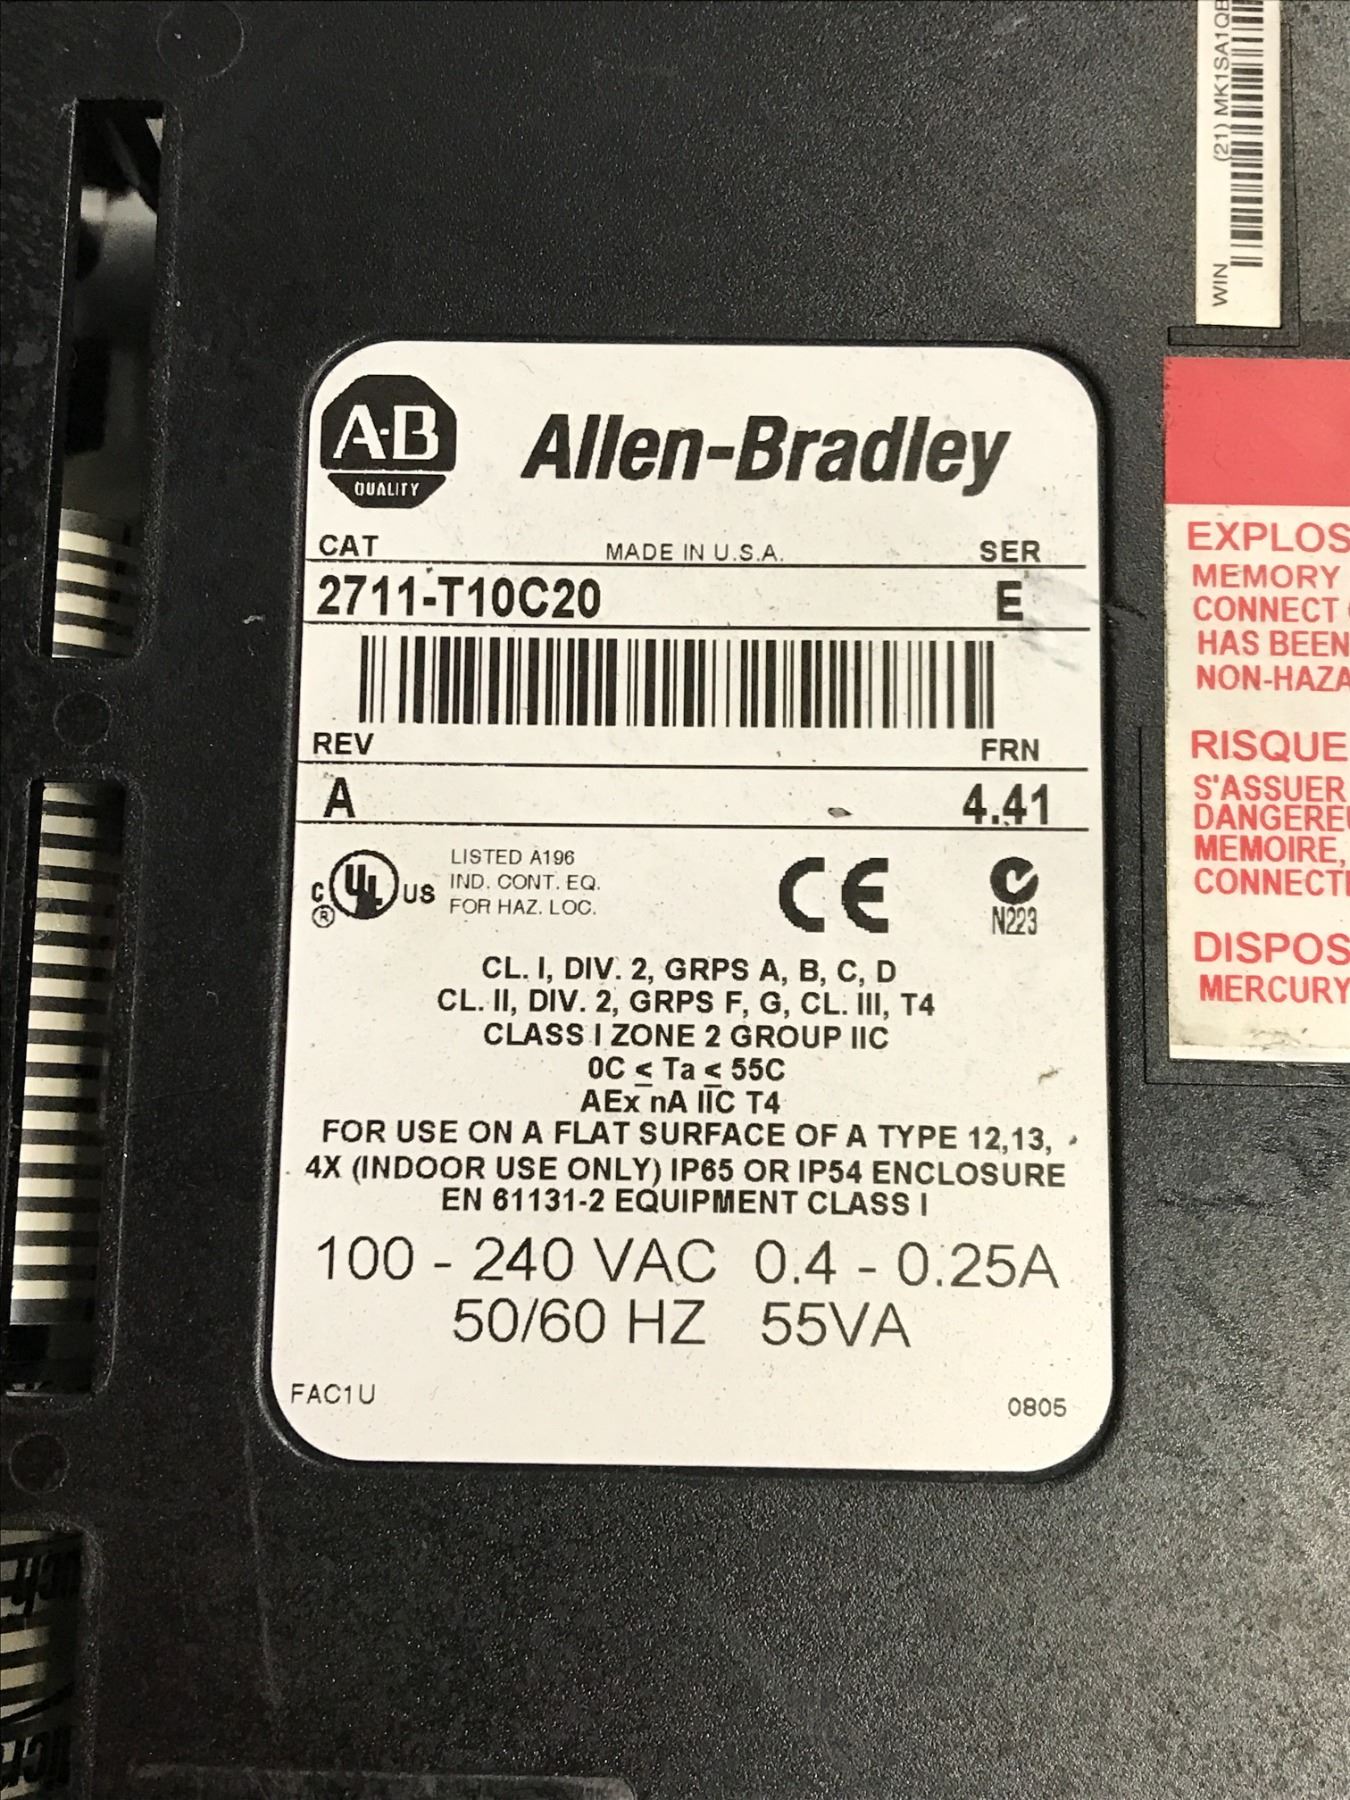 (21) MK1SA1QB
WIN
A-B
QUALITY
Allen-Bradley
CAT MADE IN U.S.A. SER
2711-T10C20 E
REV FRN
A 4.41
C UL US
®
LISTED A196
IND. CONT. EQ.
FOR HAZ. LOC.
CE
N223
CL. I, DIV. 2, GRPS A, B, C, D
CL. II, DIV. 2, GRPS F, G, CL. III, T4
CLASS I ZONE 2 GROUP IIC
0C ≤ Ta ≤ 55C
AEx nA IIC T4
FOR USE ON A FLAT SURFACE OF A TYPE 12,13,
4X (INDOOR USE ONLY) IP65 OR IP54 ENCLOSURE
EN 61131-2 EQUIPMENT CLASS I
100 - 240 VAC 0.4 - 0.25A
50/60 HZ 55VA
FAC1U 0805
EXPLOS
MEMORY
CONNECT
HAS BEEN
NON-HAZA
RISQUE
S'ASSUER
DANGEREU
MEMOIRE,
CONNECTE
DISPOS
MERCURY